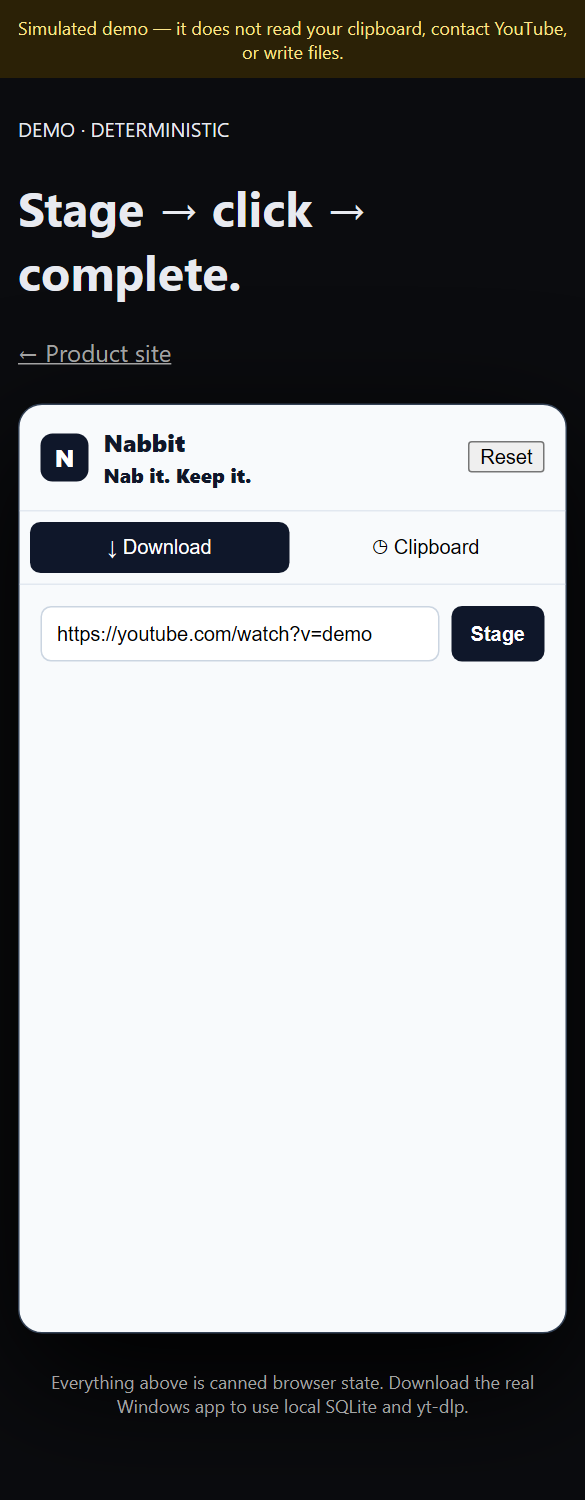 Simulated demo — it does not read your clipboard, contact YouTube,
or write files.
DEMO · DETERMINISTIC
Stage → click →
complete.
← Product site
N
Nabbit
Nab it. Keep it.
Reset
↓ Download
◷ Clipboard
https://youtube.com/watch?v=demo
Stage
Everything above is canned browser state. Download the real
Windows app to use local SQLite and yt-dlp.